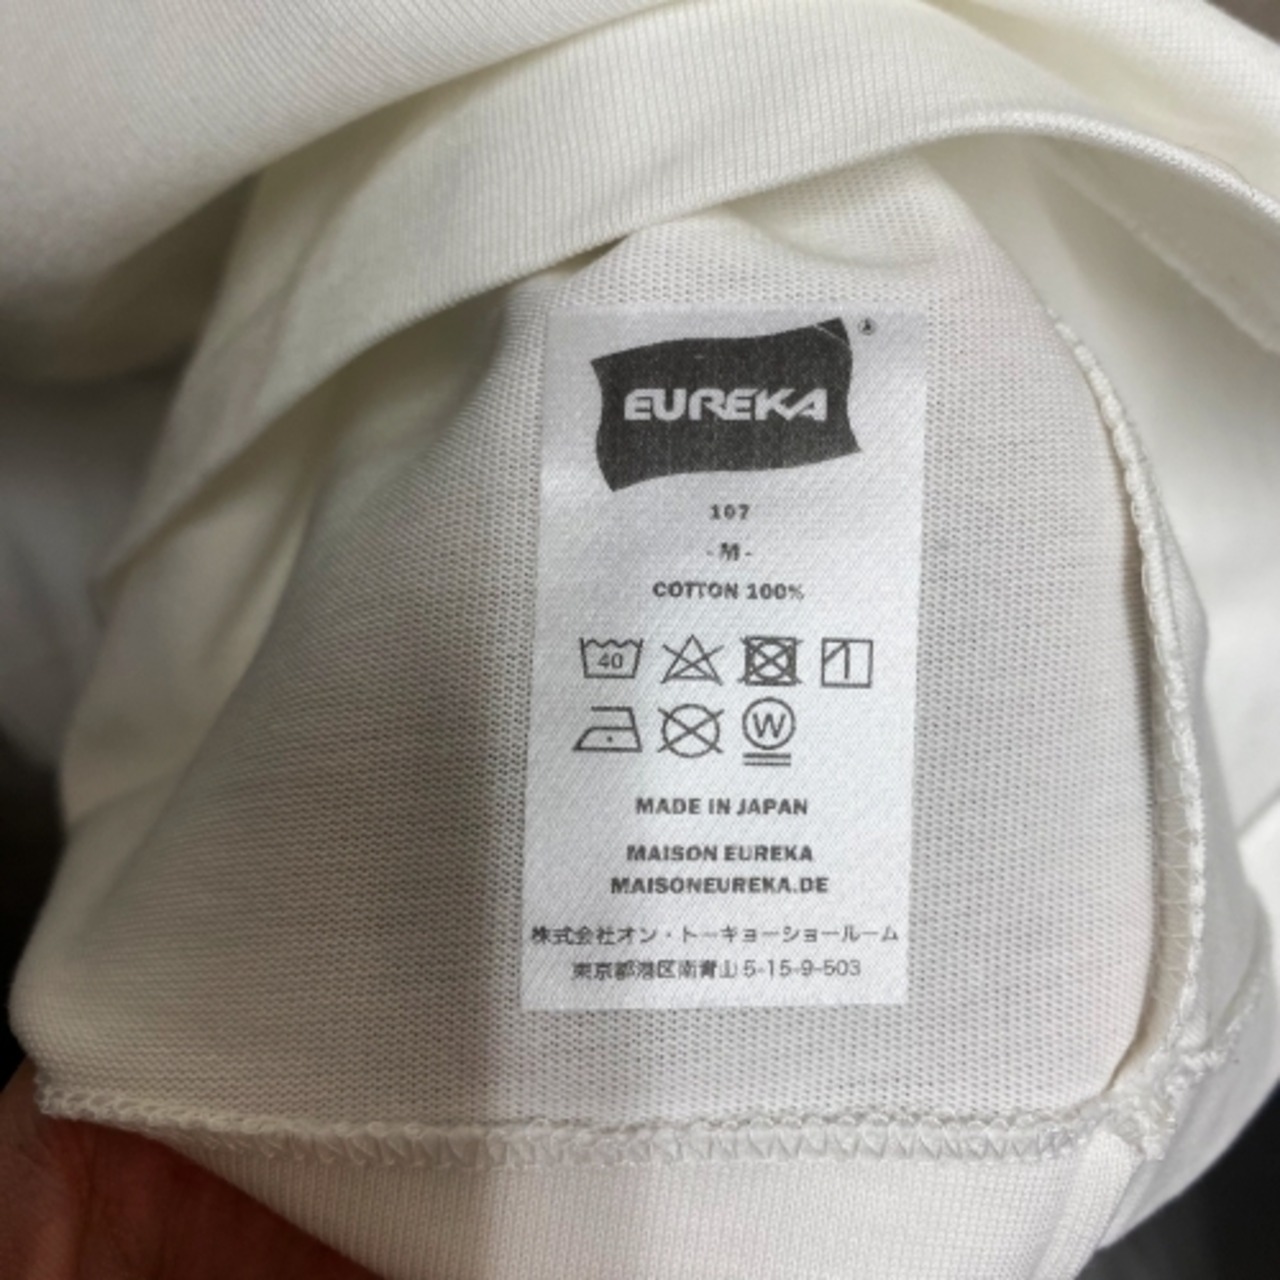 EUREKA
®
107
- M -
COTTON 100%
40
W
MADE IN JAPAN
MAISON EUREKA
MAISONEUREKA.DE
株式会社オン・トーキョーショールーム
東京都港区南青山5-15-9-503